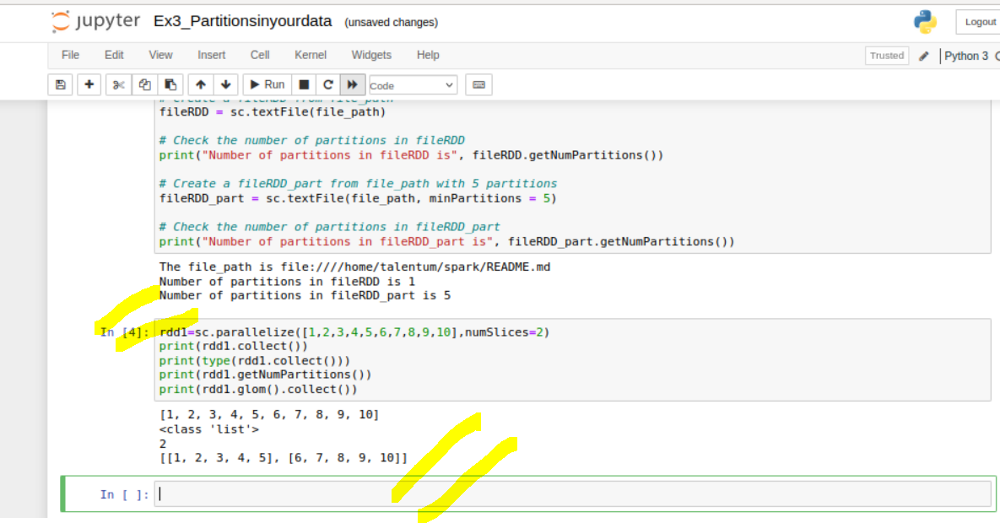 jupyter Ex3_Partitionsinyourdata (unsaved changes)
Logout
File Edit View Insert Cell Kernel Widgets Help
Trusted Python 3
Run Code
# Create a fileRDD from file_path
fileRDD = sc.textFile(file_path)
# Check the number of partitions in fileRDD
print("Number of partitions in fileRDD is", fileRDD.getNumPartitions())
# Create a fileRDD_part from file_path with 5 partitions
fileRDD_part = sc.textFile(file_path, minPartitions = 5)
# Check the number of partitions in fileRDD_part
print("Number of partitions in fileRDD_part is", fileRDD_part.getNumPartitions())
The file_path is file:////home/talentum/spark/README.md
Number of partitions in fileRDD is 1
Number of partitions in fileRDD_part is 5
In [4]: rdd1=sc.parallelize([1,2,3,4,5,6,7,8,9,10],numSlices=2)
print(rdd1.collect())
print(type(rdd1.collect()))
print(rdd1.getNumPartitions())
print(rdd1.glom().collect())
[1, 2, 3, 4, 5, 6, 7, 8, 9, 10]
<class 'list'>
2
[[1, 2, 3, 4, 5], [6, 7, 8, 9, 10]]
In [ ]: